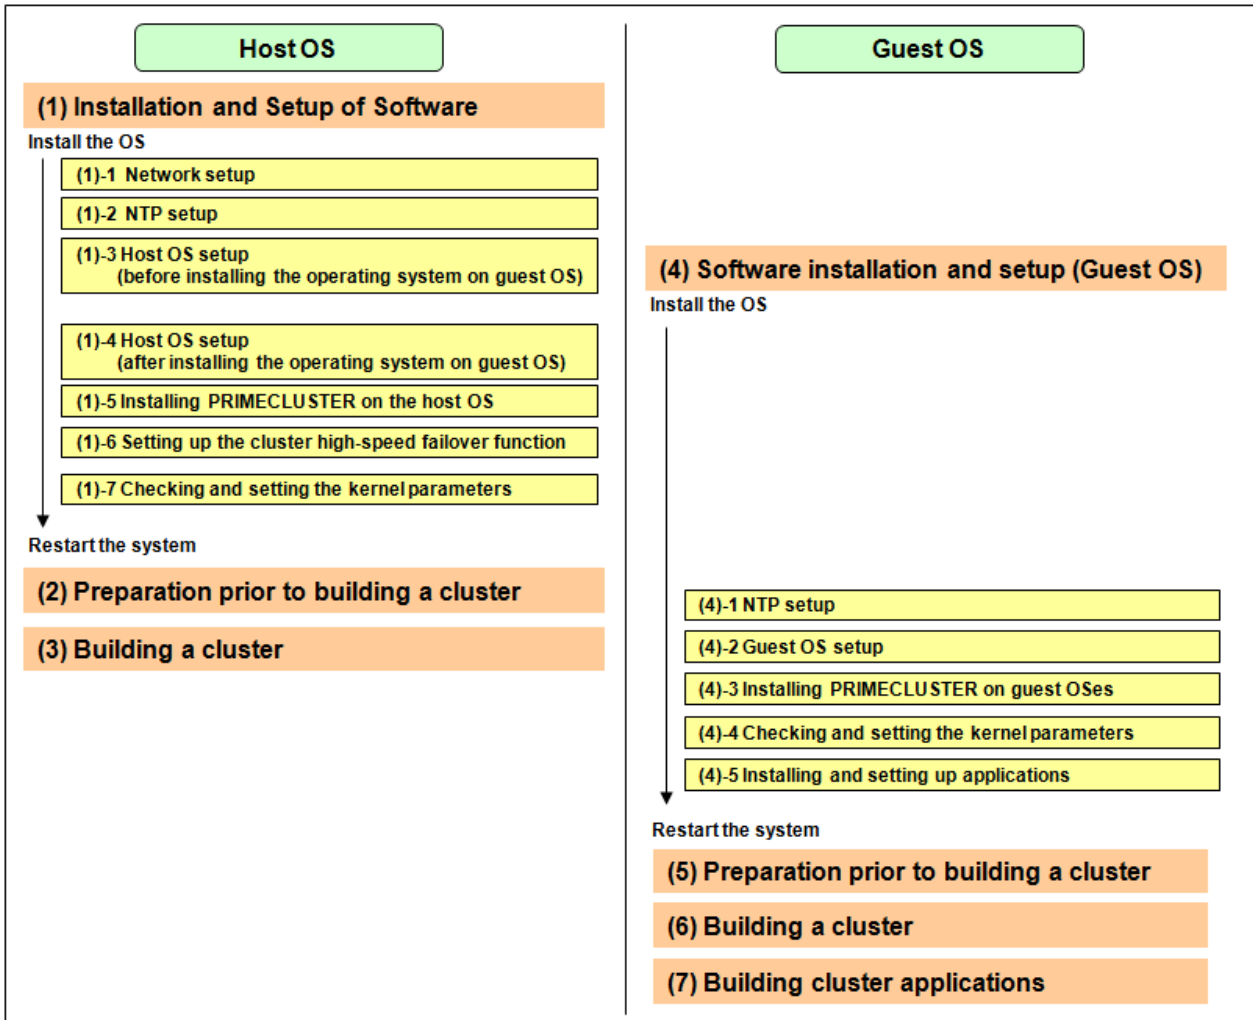 Host OS
(1) Installation and Setup of Software
Install the OS
(1)-1 Network setup
(1)-2 NTP setup
(1)-3 Host OS setup
(before installing the operating system on guest OS)
(1)-4 Host OS setup
(after installing the operating system on guest OS)
(1)-5 Installing PRIMECLUSTER on the host OS
(1)-6 Setting up the cluster high-speed failover function
(1)-7 Checking and setting the kernel parameters
Restart the system
(2) Preparation prior to building a cluster
(3) Building a cluster
Guest OS
(4) Software installation and setup (Guest OS)
Install the OS
(4)-1 NTP setup
(4)-2 Guest OS setup
(4)-3 Installing PRIMECLUSTER on guest OSes
(4)-4 Checking and setting the kernel parameters
(4)-5 Installing and setting up applications
Restart the system
(5) Preparation prior to building a cluster
(6) Building a cluster
(7) Building cluster applications